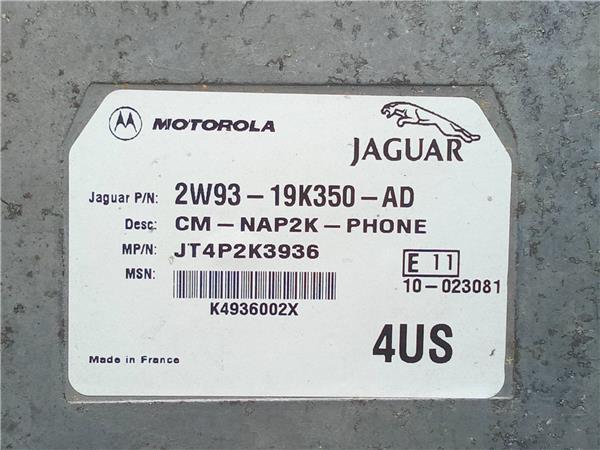 MOTOROLA
JAGUAR
Jaguar P/N: 2W93-19K350-AD
Desc: CM-NAP2K-PHONE
MP/N: JT4P2K3936
MSN:
E 11
10-023081
K4936002X
4US
Made in France